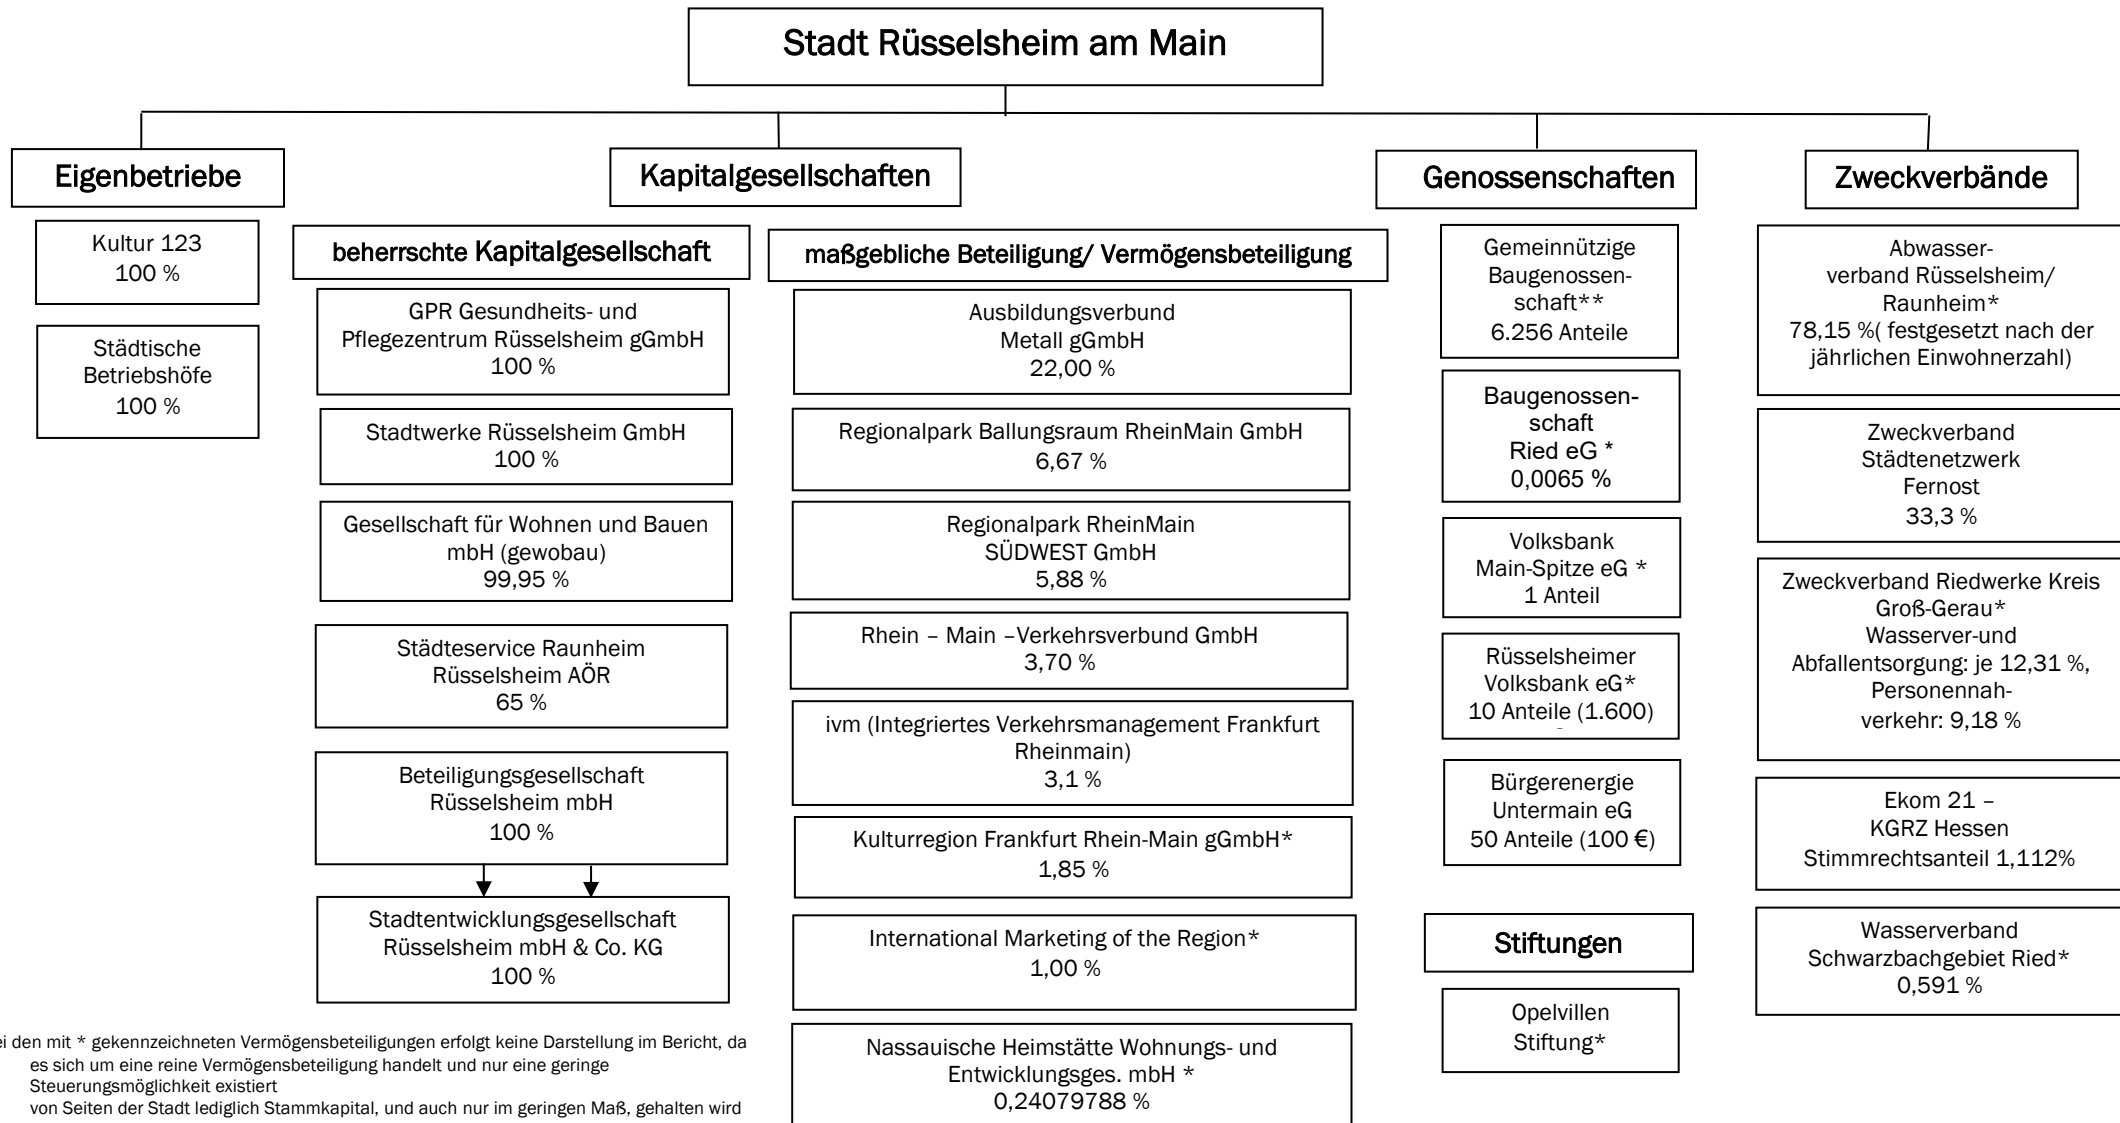 Stadt Rüsselsheim am Main
Eigenbetriebe
Kultur 123
100 %
Städtische
Betriebshöfe
100 %
Kapitalgesellschaften
beherrschte Kapitalgesellschaft
GPR Gesundheits- und
Pflegezentrum Rüsselsheim gGmbH
100 %
Stadtwerke Rüsselsheim GmbH
100 %
Gesellschaft für Wohnen und Bauen
mbH (gewobau)
99,95 %
Städteservice Raunheim
Rüsselsheim AÖR
65 %
Beteiligungsgesellschaft
Rüsselsheim mbH
100 %
Stadtentwicklungsgesellschaft
Rüsselsheim mbH & Co. KG
100 %
maßgebliche Beteiligung/ Vermögensbeteiligung
Ausbildungsverbund
Metall gGmbH
22,00 %
Regionalpark Ballungsraum RheinMain GmbH
6,67 %
Regionalpark RheinMain
SÜDWEST GmbH
5,88 %
Rhein – Main –Verkehrsverbund GmbH
3,70 %
ivm (Integriertes Verkehrsmanagement Frankfurt
Rheinmain)
3,1 %
Kulturregion Frankfurt Rhein-Main gGmbH*
1,85 %
International Marketing of the Region*
1,00 %
Nassauische Heimstätte Wohnungs- und
Entwicklungsges. mbH *
0,24079788 %
Genossenschaften
Gemeinnützige
Baugenossen-
schaft**
6.256 Anteile
Baugenossen-
schaft
Ried eG *
0,0065 %
Volksbank
Main-Spitze eG *
1 Anteil
Rüsselsheimer
Volksbank eG*
10 Anteile (1.600)
Bürgerenergie
Untermain eG
50 Anteile (100 €)
Stiftungen
Opelvillen
Stiftung*
Zweckverbände
Abwasser-
verband Rüsselsheim/
Raunheim*
78,15 %( festgesetzt nach der
jährlichen Einwohnerzahl)
Zweckverband
Städtenetzwerk
Fernost
33,3 %
Zweckverband Riedwerke Kreis
Groß-Gerau*
Wasserver-und
Abfallentsorgung: je 12,31 %,
Personennah-
verkehr: 9,18 %
Ekom 21 –
KGRZ Hessen
Stimmrechtsanteil 1,112%
Wasserverband
Schwarzbachgebiet Ried*
0,591 %
ei den mit * gekennzeichneten Vermögensbeteiligungen erfolgt keine Darstellung im Bericht, da
es sich um eine reine Vermögensbeteiligung handelt und nur eine geringe
Steuerungsmöglichkeit existiert
von Seiten der Stadt lediglich Stammkapital, und auch nur im geringen Maß, gehalten wird